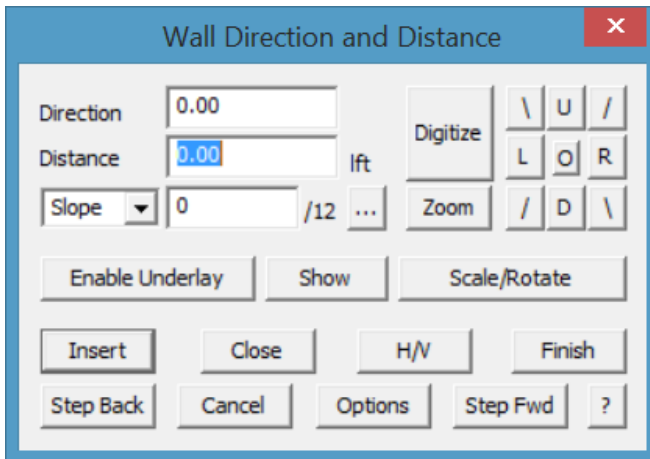 Wall Direction and Distance x
Direction 0.00 Digitize \ U /
Distance 0.00 lft L O R
Slope 0 /12 ... Zoom / D \
Enable Underlay Show Scale/Rotate
Insert Close H/V Finish
Step Back Cancel Options Step Fwd ?